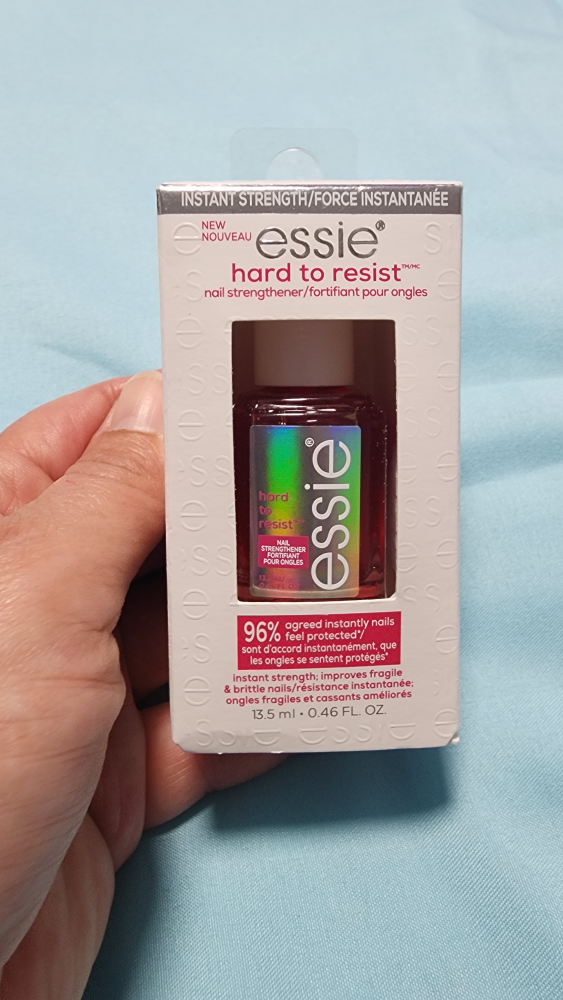 INSTANT STRENGTH/FORCE INSTANTANÉE
NEW
NOUVEAU
essie®
hard to resist™/MC
nail strengthener/fortifiant pour ongles
hard
to
resist™
essie®
NAIL
STRENGTHENER
FORTIFIANT
POUR ONGLES
96% agreed instantly nails
feel protected*/
sont d'accord instantanément, que
les ongles se sentent protégés*
instant strength; improves fragile
& brittle nails/résistance instantanée;
ongles fragiles et cassants améliorés
13.5 ml • 0.46 FL. OZ.